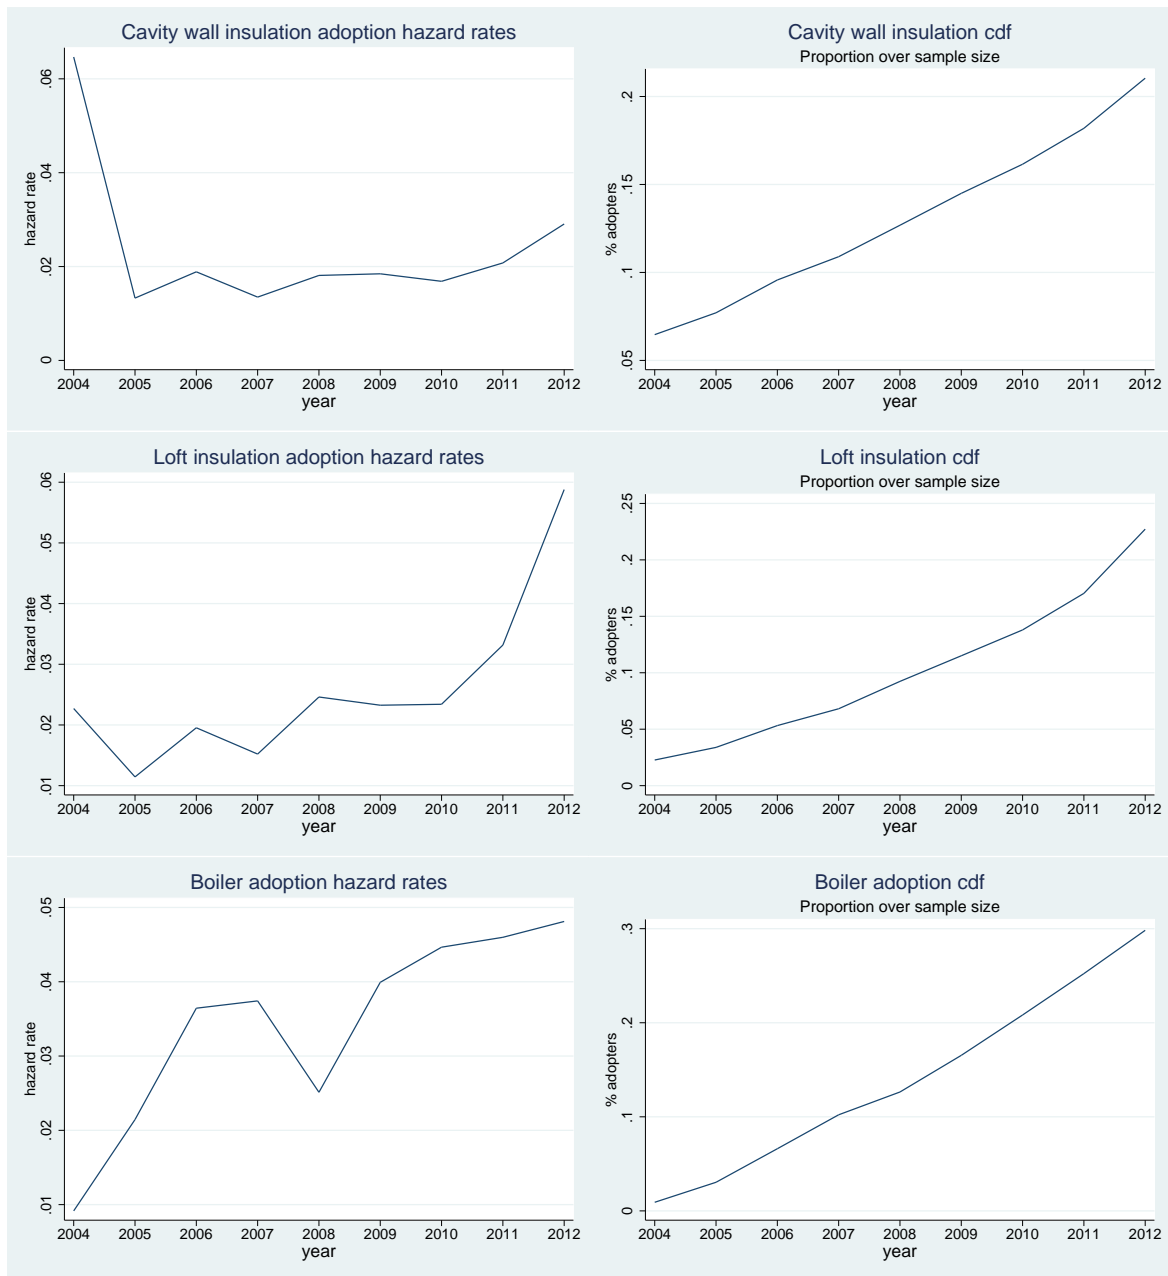 Cavity wall insulation adoption hazard rates
hazard rate
.06
.04
.02
0
2004 2005 2006 2007 2008 2009 2010 2011 2012
year
Cavity wall insulation cdf
Proportion over sample size
% adopters
.2
.15
.1
.05
2004 2005 2006 2007 2008 2009 2010 2011 2012
year
Loft insulation adoption hazard rates
hazard rate
.06
.05
.04
.03
.02
.01
2004 2005 2006 2007 2008 2009 2010 2011 2012
year
Loft insulation cdf
Proportion over sample size
% adopters
.25
.2
.15
.1
.05
0
2004 2005 2006 2007 2008 2009 2010 2011 2012
year
Boiler adoption hazard rates
hazard rate
.05
.04
.03
.02
.01
2004 2005 2006 2007 2008 2009 2010 2011 2012
year
Boiler adoption cdf
Proportion over sample size
% adopters
.3
.2
.1
0
2004 2005 2006 2007 2008 2009 2010 2011 2012
year